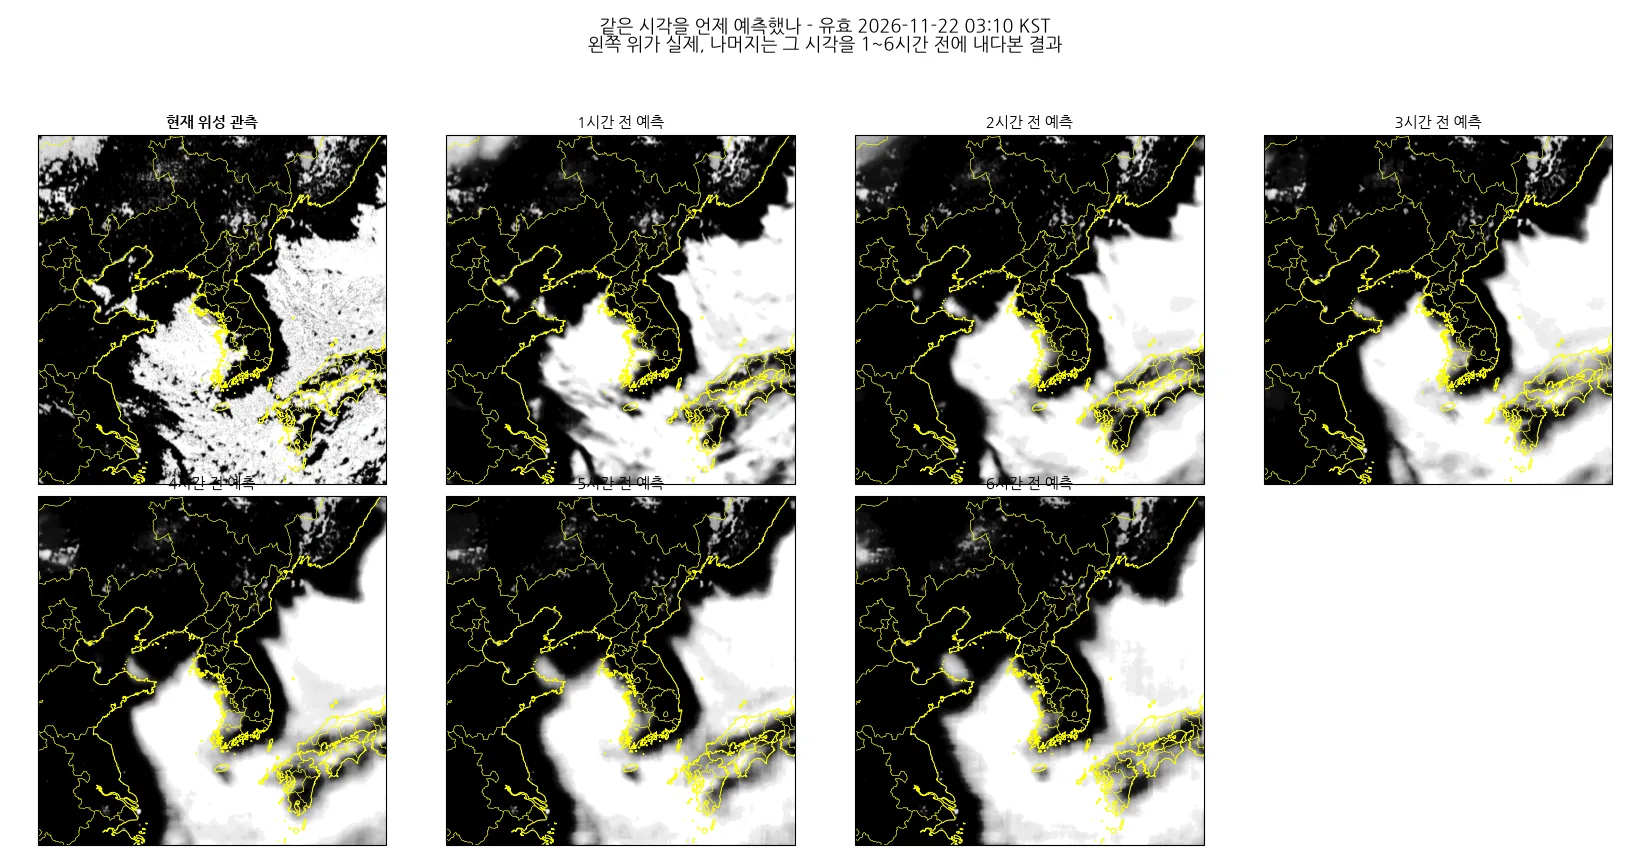 같은 시각을 언제 예측했나 - 유효 2026-11-22 03:10 KST
왼쪽 위가 실제, 나머지는 그 시각을 1~6시간 전에 내다본 결과
현재 위성 관측
1시간 전 예측
2시간 전 예측
3시간 전 예측
4시간 전 예측
5시간 전 예측
6시간 전 예측